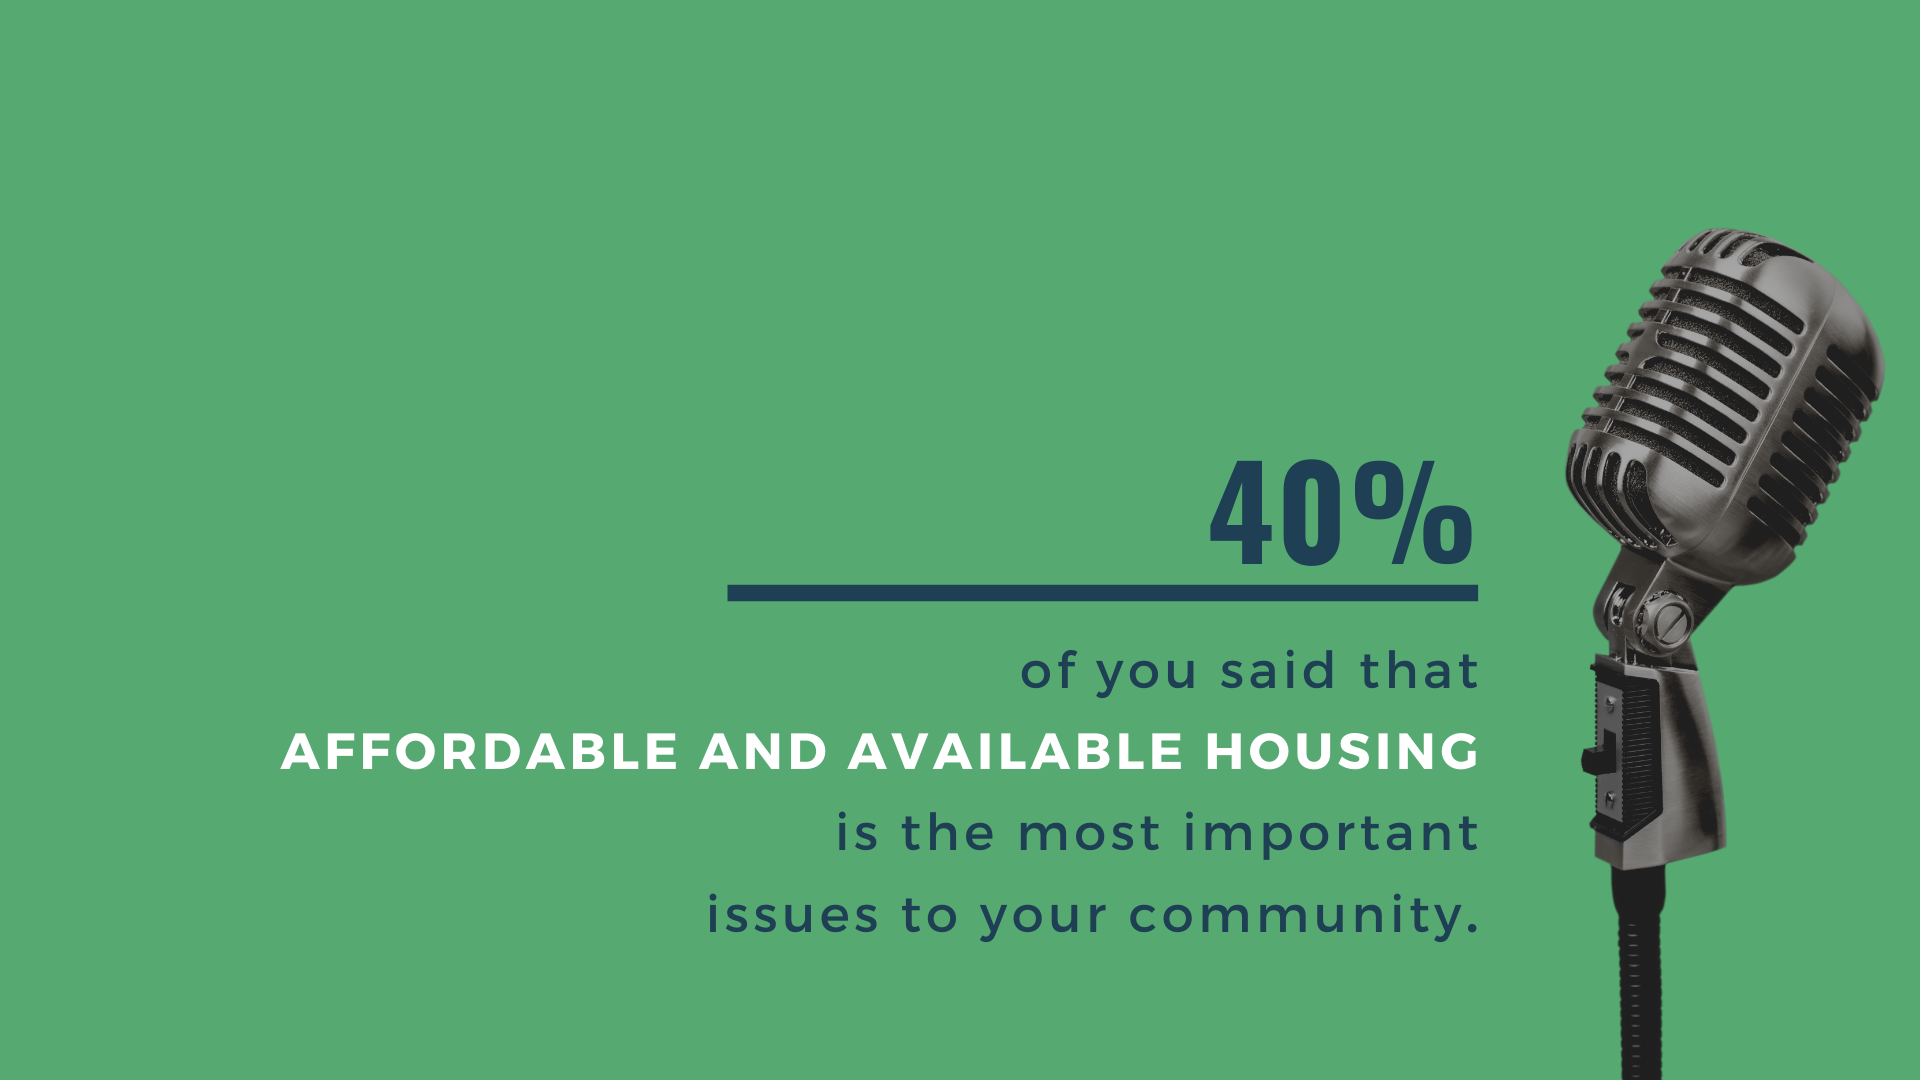 40%
of you said that
AFFORDABLE AND AVAILABLE HOUSING
is the most important
issues to your community.